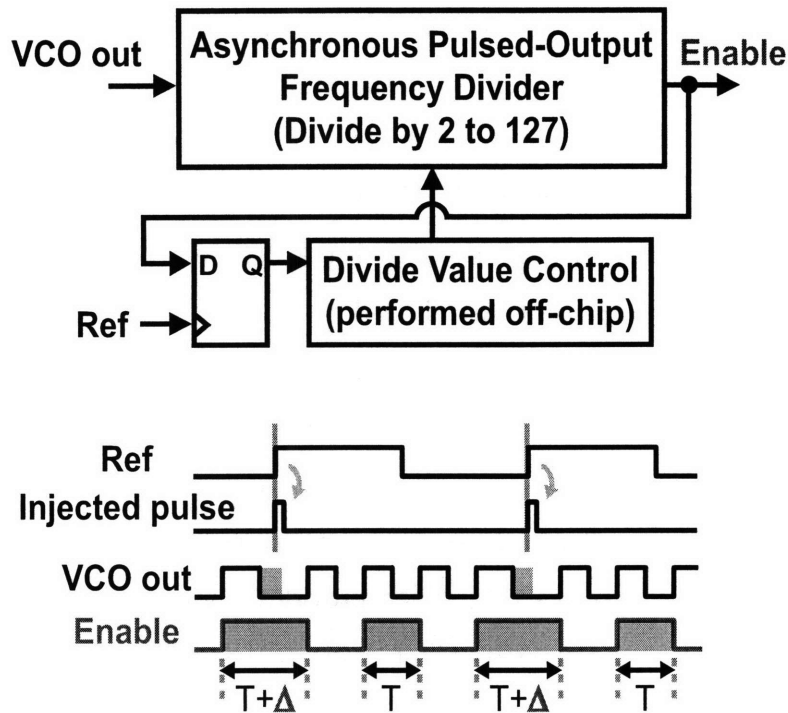 VCO out
Asynchronous Pulsed-Output
Frequency Divider
(Divide by 2 to 127)
Enable
D Q
Ref
Divide Value Control
(performed off-chip)
Ref
Injected pulse
VCO out
Enable
T+Δ
T
T+Δ
T